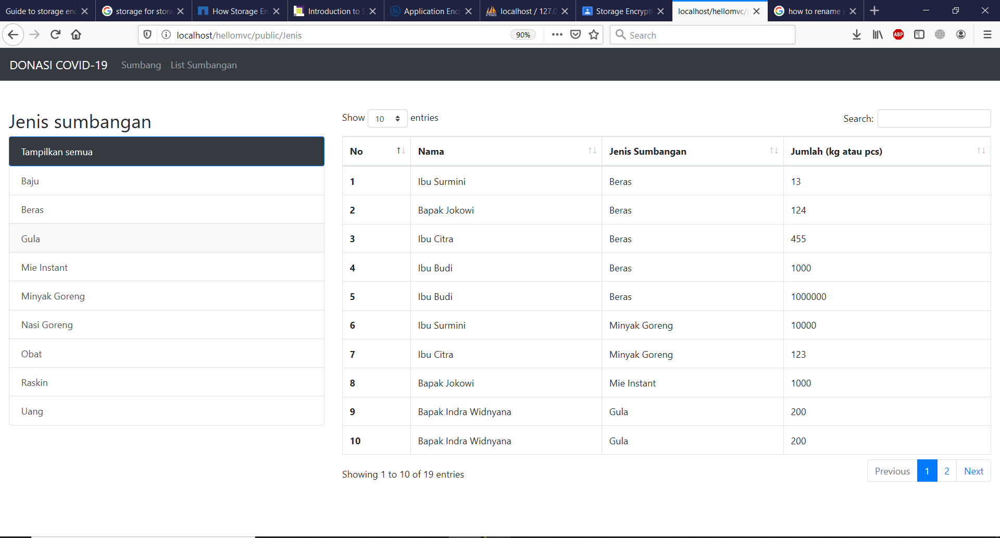 Guide to storage enc
storage for stora
How Storage En
Introduction to S
Application Encr
localhost / 127.0
Storage Encrypti
localhost/hellomvc/p
how to rename p
localhost/hellomvc/public/Jenis
90%
Search
ABP
DONASI COVID-19 Sumbang List Sumbangan
Jenis sumbangan
Tampilkan semua
Baju
Beras
Gula
Mie Instant
Minyak Goreng
Nasi Goreng
Obat
Raskin
Uang
Show 10 entries
Search:
No Nama Jenis Sumbangan Jumlah (kg atau pcs)
1 Ibu Surmini Beras 13
2 Bapak Jokowi Beras 124
3 Ibu Citra Beras 455
4 Ibu Budi Beras 1000
5 Ibu Budi Beras 1000000
6 Ibu Surmini Minyak Goreng 10000
7 Ibu Citra Minyak Goreng 123
8 Bapak Jokowi Mie Instant 1000
9 Bapak Indra Widnyana Gula 200
10 Bapak Indra Widnyana Gula 200
Showing 1 to 10 of 19 entries
Previous 1 2 Next